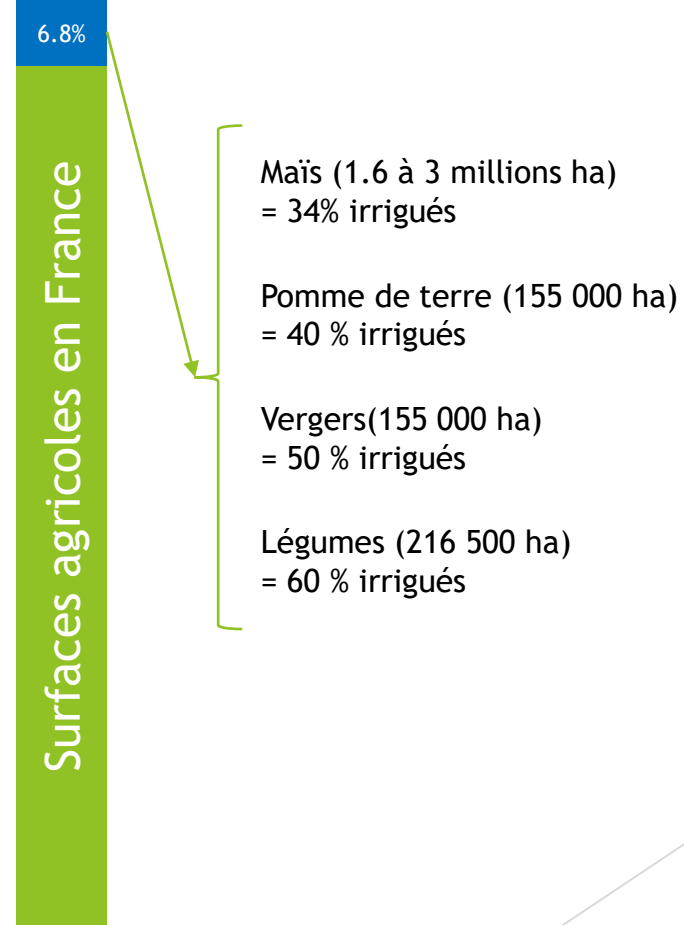 6.8%
Surfaces agricoles en France
Maïs (1.6 à 3 millions ha)
= 34% irrigués
Pomme de terre (155 000 ha)
= 40 % irrigués
Vergers(155 000 ha)
= 50 % irrigués
Légumes (216 500 ha)
= 60 % irrigués